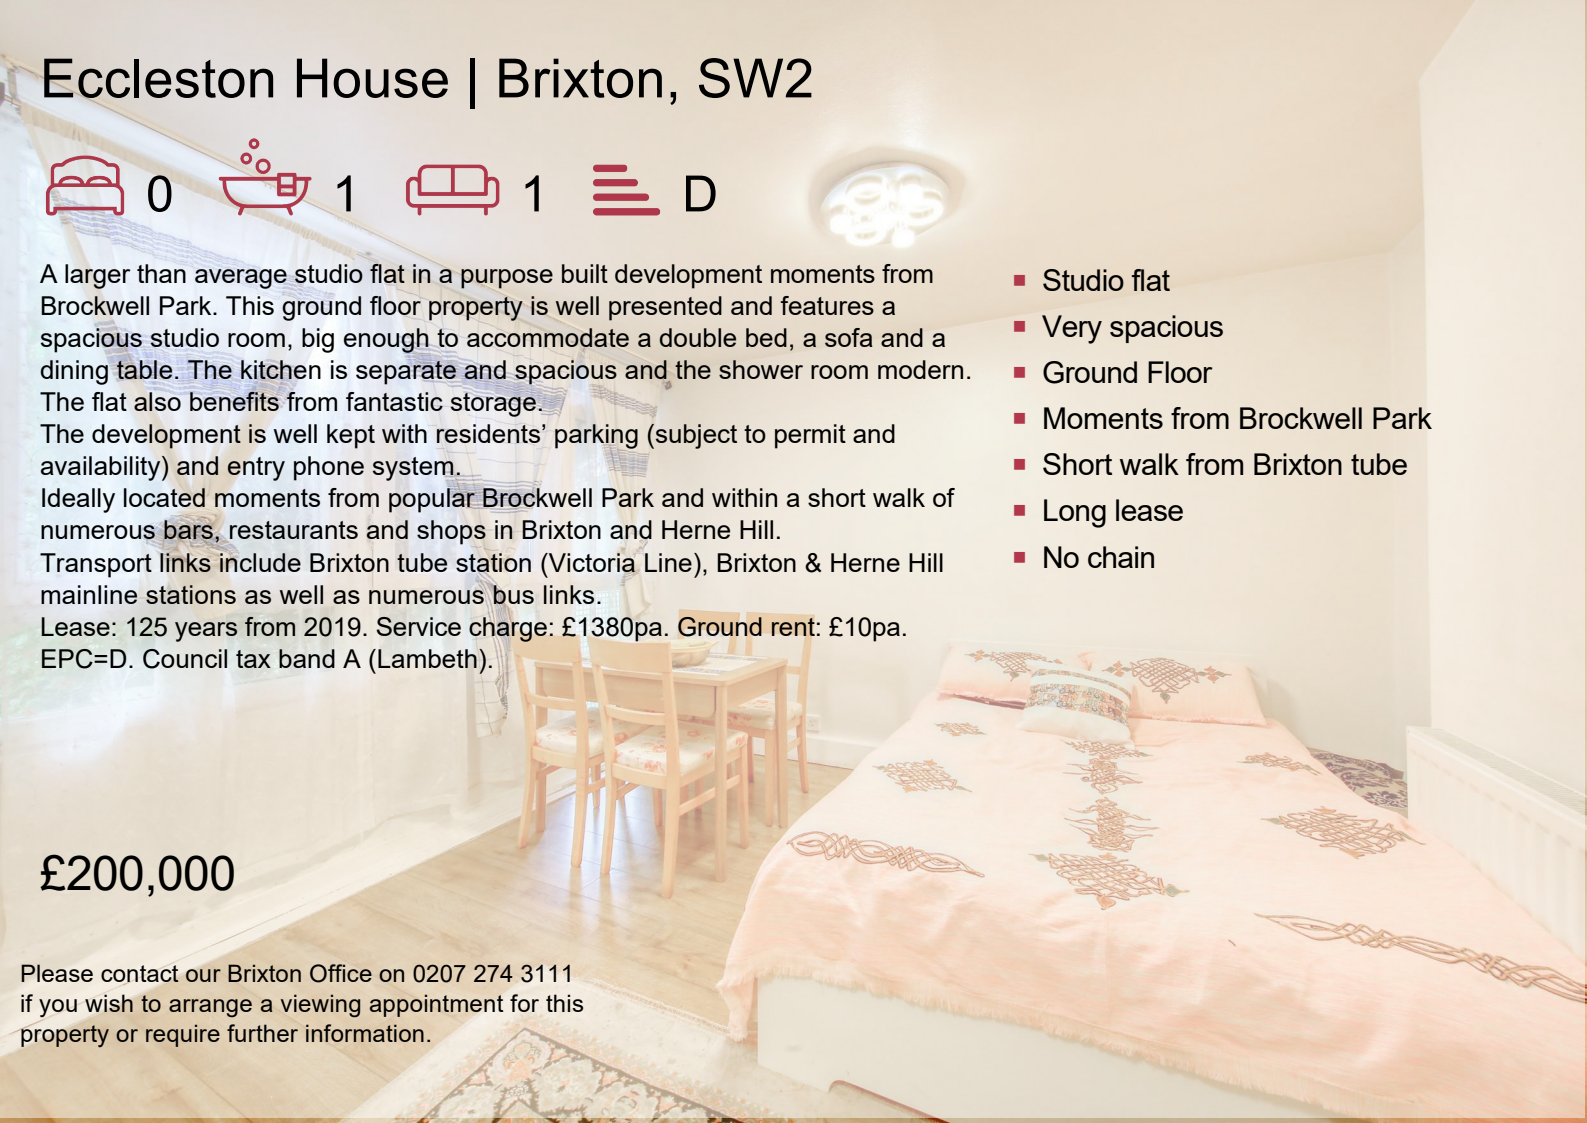 Eccleston House | Brixton, SW2
0 1 1 D
A larger than average studio flat in a purpose built development moments from
Brockwell Park. This ground floor property is well presented and features a
spacious studio room, big enough to accommodate a double bed, a sofa and a
dining table. The kitchen is separate and spacious and the shower room modern.
The flat also benefits from fantastic storage.
The development is well kept with residents’ parking (subject to permit and
availability) and entry phone system.
Ideally located moments from popular Brockwell Park and within a short walk of
numerous bars, restaurants and shops in Brixton and Herne Hill.
Transport links include Brixton tube station (Victoria Line), Brixton & Herne Hill
mainline stations as well as numerous bus links.
Lease: 125 years from 2019. Service charge: £1380pa. Ground rent: £10pa.
EPC=D. Council tax band A (Lambeth).
Studio flat
Very spacious
Ground Floor
Moments from Brockwell Park
Short walk from Brixton tube
Long lease
No chain
£200,000
Please contact our Brixton Office on 0207 274 3111
if you wish to arrange a viewing appointment for this
property or require further information.